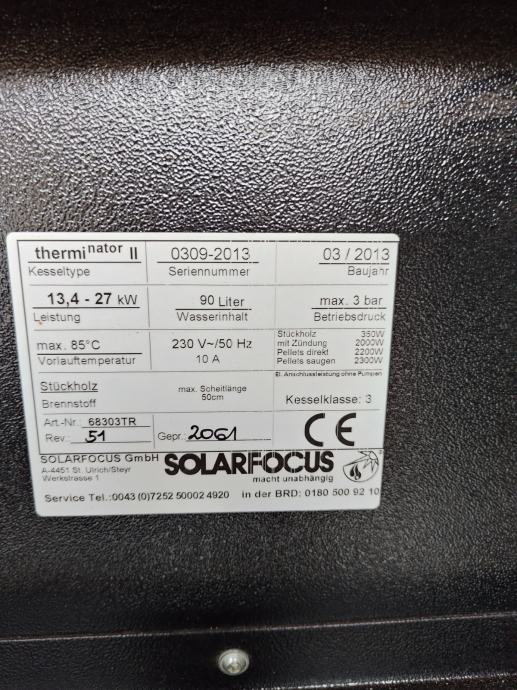 therminator II
Kesseltype
0309-2013
Seriennummer
03 / 2013
Baujahr
13,4 - 27 kW
Leistung
90 Liter
Wasserinhalt
max. 3 bar
Betriebsdruck
max. 85°C
Vorlauftemperatur
230 V~/50 Hz
10 A
Stückholz 350W
mit Zündung 2000W
Pellets direkt 2200W
Pellets saugen 2300W
El. Anschlussleistung ohne Pumpen
Stückholz
Brennstoff
max. Scheitlänge
50cm
Kesselklasse: 3
Art.-Nr.: 68303TR
Rev.: 51
Gepr.: 2061
CE
SOLARFOCUS GmbH
A-4451 St. Ulrich/Steyr
Werkstrasse 1
SOLARFOCUS
macht unabhängig
Service Tel.:0043 (0)7252 50002 4920 in der BRD: 0180 500 92 10